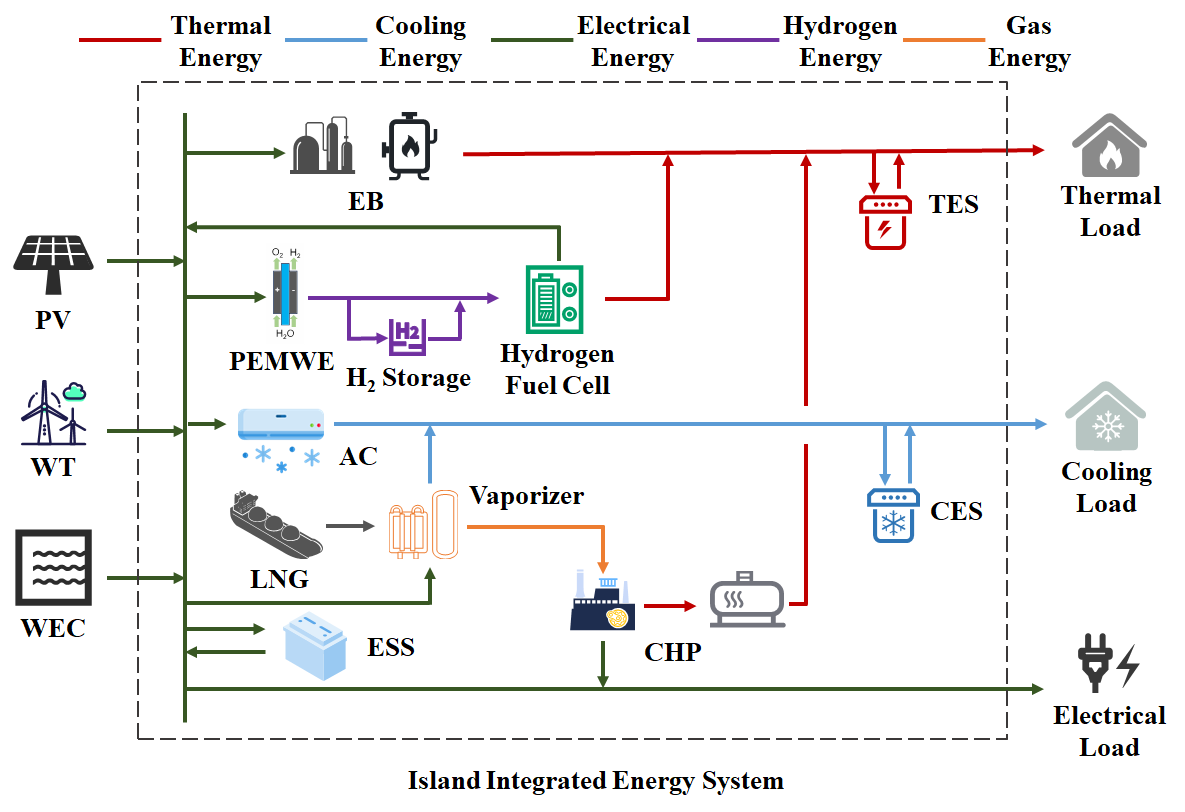 Thermal Energy
Cooling Energy
Electrical Energy
Hydrogen Energy
Gas Energy
EB
TES
Thermal Load
PV
O₂ H₂
+ -
H₂O
PEMWE
H2
H₂ Storage
Hydrogen Fuel Cell
WT
AC
Cooling Load
Vaporizer
CES
LNG
WEC
CHP
ESS
Electrical Load
Island Integrated Energy System